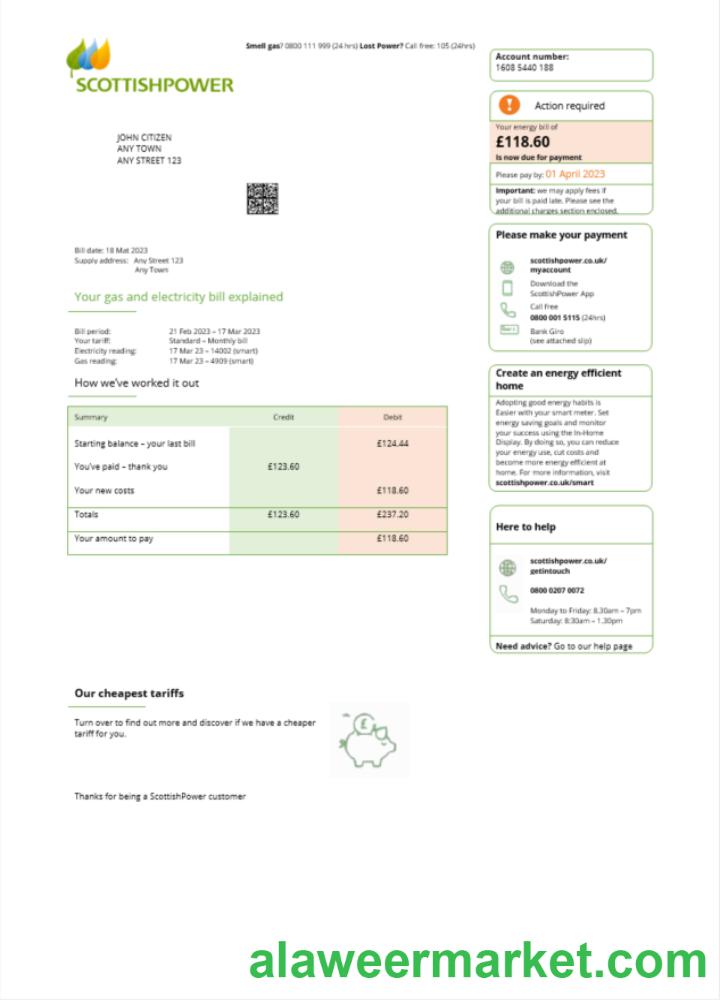 Smell gas? 0800 111 999 (24 hrs) Lost Power? Call free: 105 (24hrs)
SCOTTISHPOWER
JOHN CITIZEN
ANY TOWN
ANY STREET 123
Bill date: 18 Mat 2023
Supply address: Any Street 123
Any Town
Your gas and electricity bill explained
Bill period: 21 Feb 2023 – 17 Mar 2023
Your tariff: Standard – Monthly bill
Electricity reading: 17 Mar 23 – 14002 (smart)
Gas reading: 17 Mar 23 – 4909 (smart)
How we've worked it out
Summary Credit Debit
Starting balance – your last bill £124.44
You've paid – thank you £123.60
Your new costs £118.60
Totals £123.60 £237.20
Your amount to pay £118.60
Account number:
1608 5440 188
Action required
Your energy bill of
£118.60
Is now due for payment
Please pay by: 01 April 2023
Important: we may apply fees if
your bill is paid late. Please see the
additional charges section enclosed.
Please make your payment
scottishpower.co.uk/
myaccount
Download the
ScottishPower App
Call free
0800 001 5115 (24hrs)
Bank Giro
(see attached slip)
Create an energy efficient
home
Adopting good energy habits is
Easier with your smart meter. Set
energy saving goals and monitor
your success using the In-Home
Display. By doing so, you can reduce
your energy use, cut costs and
become more energy efficient at
home. For more information, visit
scottishpower.co.uk/smart
Here to help
scottishpower.co.uk/
getintouch
0800 0207 0072
Monday to Friday: 8.30am – 7pm
Saturday: 8:30am – 1.30pm
Need advice? Go to our help page
Our cheapest tariffs
Turn over to find out more and discover if we have a cheaper
tariff for you.
£
Thanks for being a ScottishPower customer
alaweermarket.com